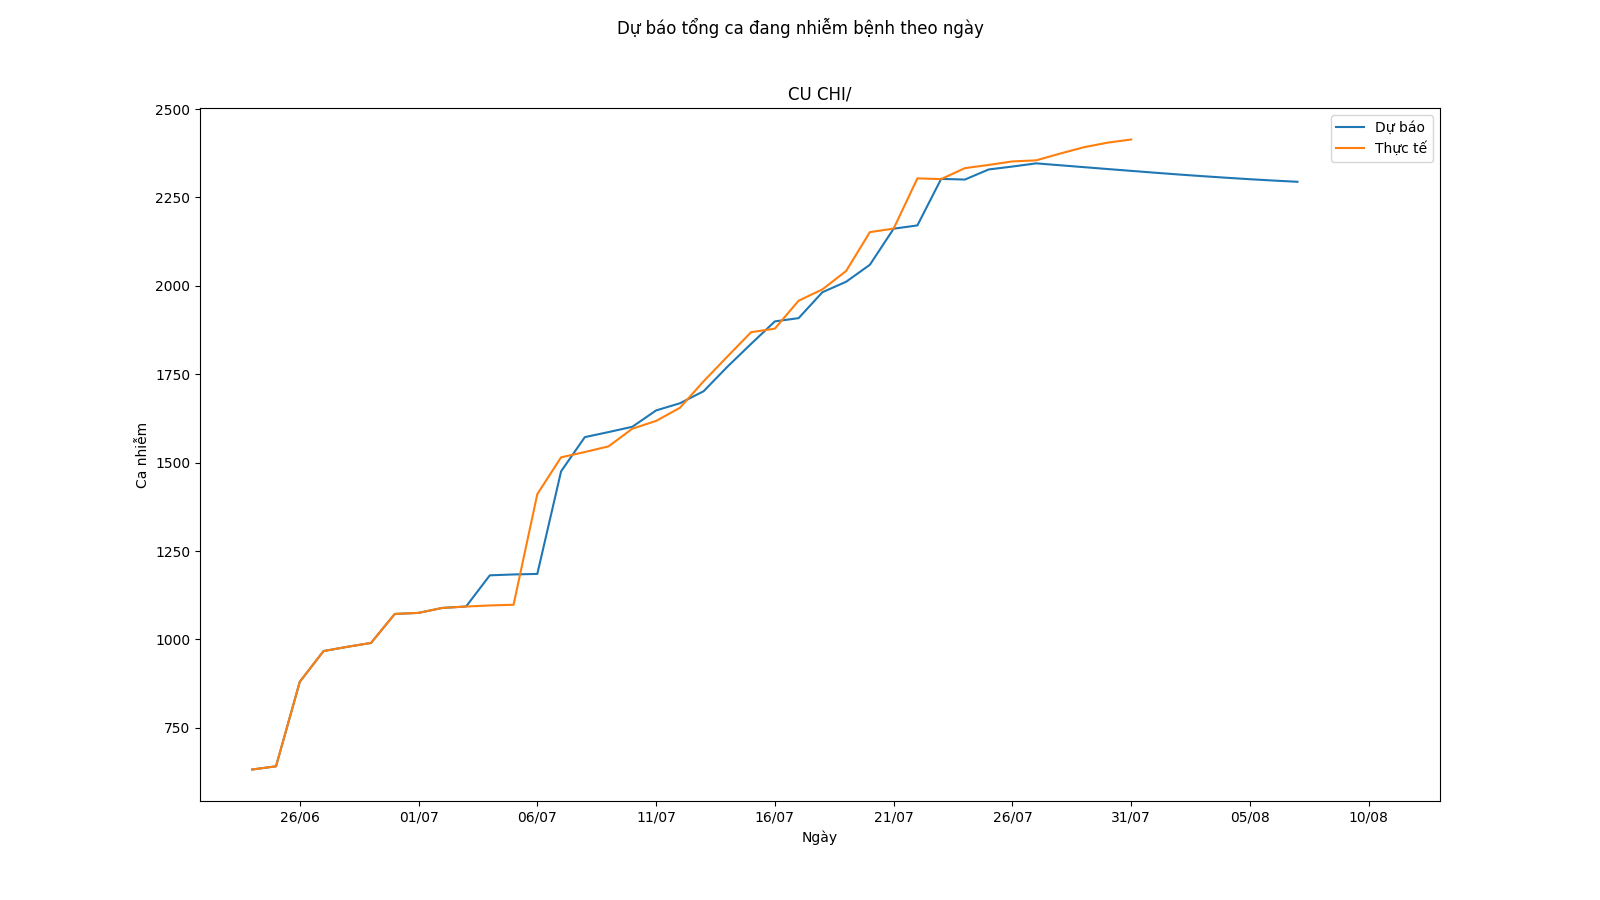 Dự báo tổng ca đang nhiễm bệnh theo ngày
CU CHI/
Dự báo
Thực tế
2500
2250
2000
1750
1500
1250
1000
750
Ca nhiễm
26/06 01/07 06/07 11/07 16/07 21/07 26/07 31/07 05/08 10/08
Ngày